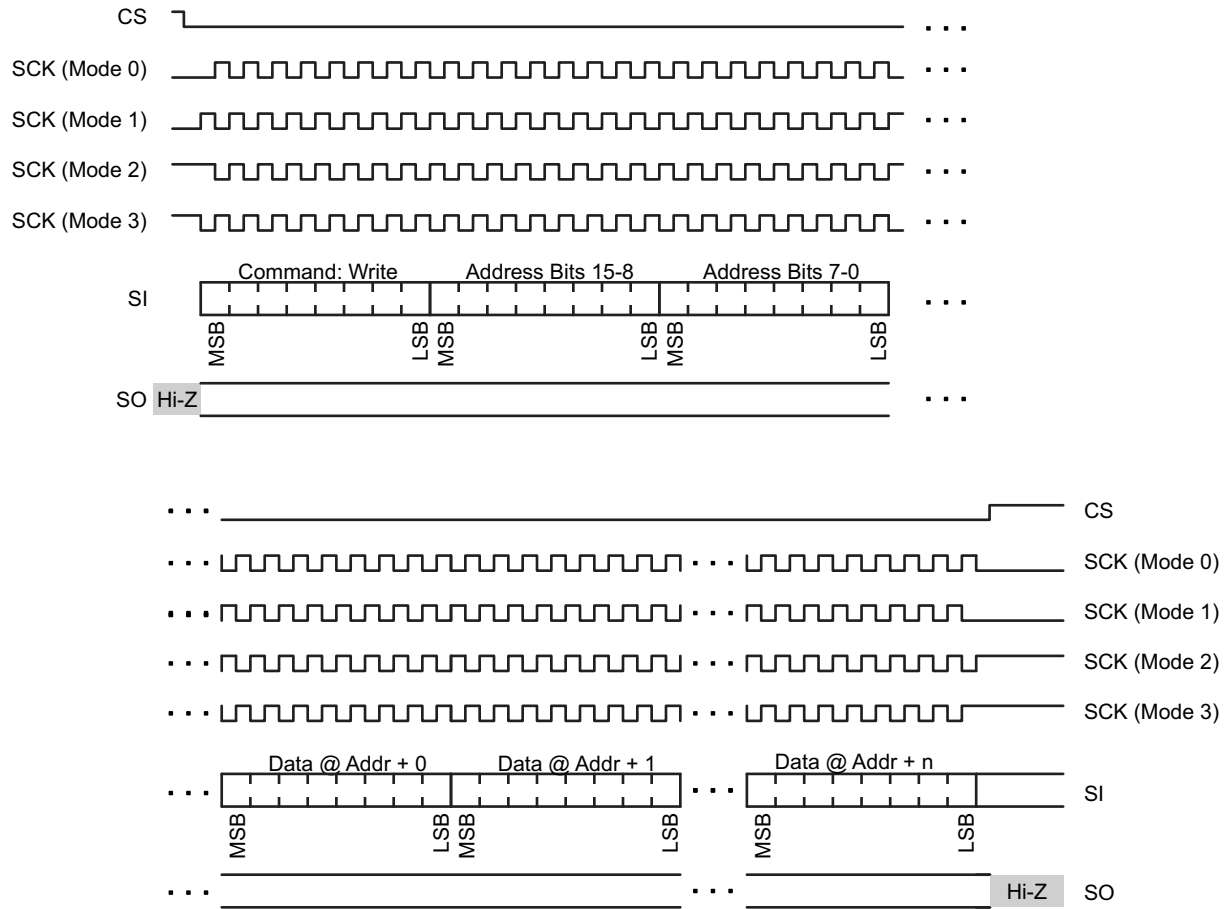 CS
. . .
SCK (Mode 0)
. . .
SCK (Mode 1)
. . .
SCK (Mode 2)
. . .
SCK (Mode 3)
. . .
Command: Write Address Bits 15-8 Address Bits 7-0
SI
. . .
MSB LSB MSB LSB MSB LSB
SO Hi-Z
. . .
. . . CS
. . . . . . SCK (Mode 0)
. . . . . . SCK (Mode 1)
. . . . . . SCK (Mode 2)
. . . . . . SCK (Mode 3)
Data @ Addr + 0 Data @ Addr + 1 Data @ Addr + n
. . . . . . SI
MSB LSB MSB LSB MSB LSB
. . . . . . Hi-Z SO